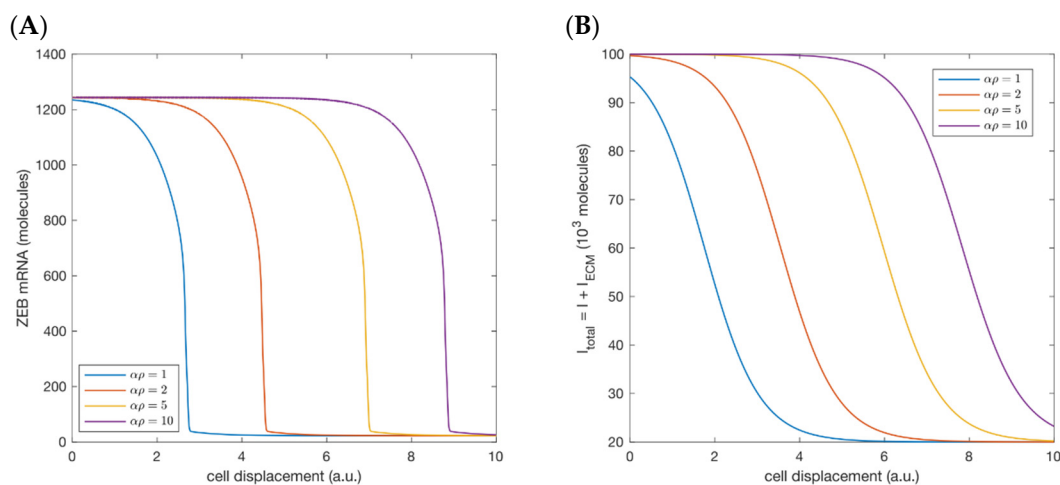 (A)
1400
1200
1000
800
600
400
200
0
ZEB mRNA (molecules)
αρ = 1
αρ = 2
αρ = 5
αρ = 10
0 2 4 6 8 10
cell displacement (a.u.)
(B)
100
90
80
70
60
50
40
30
20
I_total = I + I_ECM (10^3 molecules)
αρ = 1
αρ = 2
αρ = 5
αρ = 10
0 2 4 6 8 10
cell displacement (a.u.)